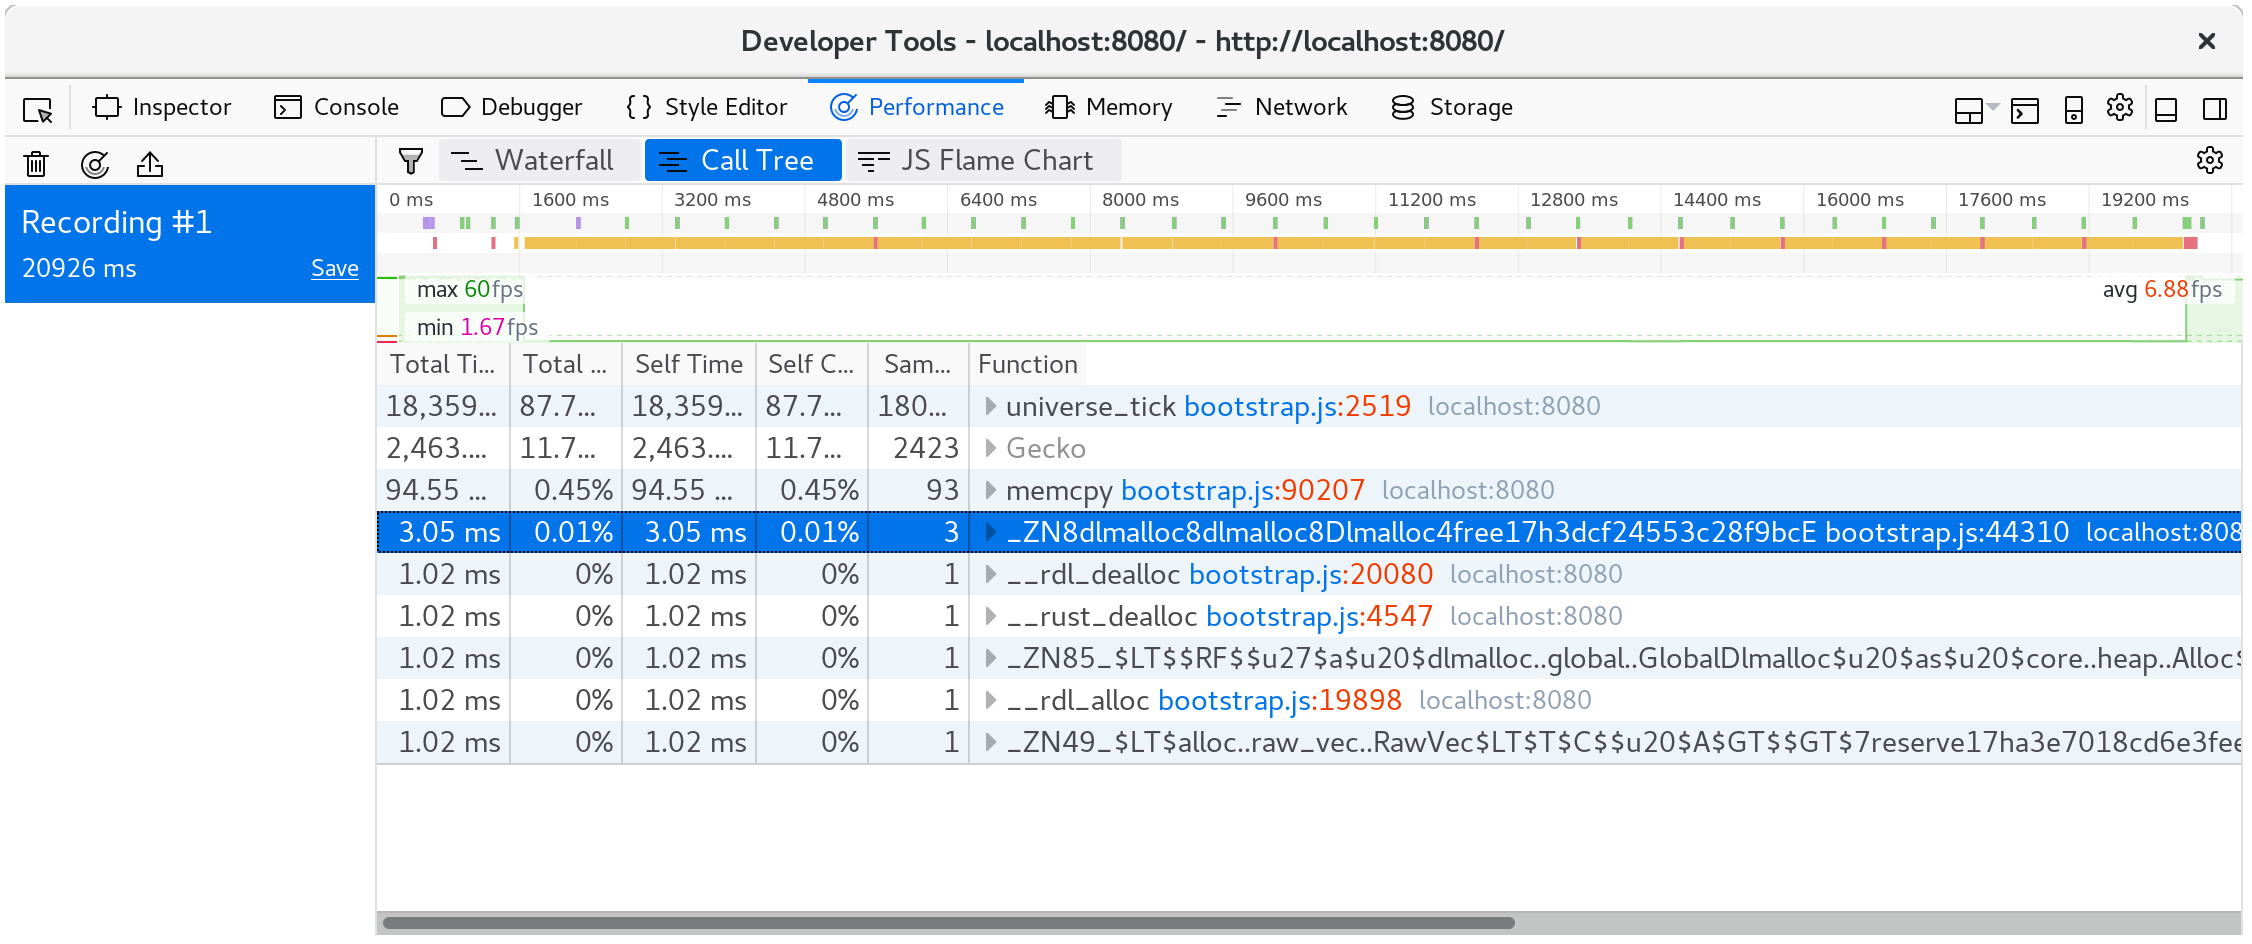 Developer Tools - localhost:8080/ - http://localhost:8080/
Inspector Console Debugger Style Editor Performance Memory Network Storage
Waterfall Call Tree JS Flame Chart
Recording #1
20926 ms Save
0 ms 1600 ms 3200 ms 4800 ms 6400 ms 8000 ms 9600 ms 11200 ms 12800 ms 14400 ms 16000 ms 17600 ms 19200 ms
max 60fps avg 6.88fps
min 1.67fps
Total Ti... Total ... Self Time Self C... Sam... Function
18,359... 87.7... 18,359... 87.7... 180... universe_tick bootstrap.js:2519 localhost:8080
2,463.... 11.7... 2,463.... 11.7... 2423 Gecko
94.55 ... 0.45% 94.55 ... 0.45% 93 memcpy bootstrap.js:90207 localhost:8080
3.05 ms 0.01% 3.05 ms 0.01% 3 _ZN8dlmalloc8dlmalloc8Dlmalloc4free17h3dcf24553c28f9bcE bootstrap.js:44310 localhost:808
1.02 ms 0% 1.02 ms 0% 1 __rdl_dealloc bootstrap.js:20080 localhost:8080
1.02 ms 0% 1.02 ms 0% 1 __rust_dealloc bootstrap.js:4547 localhost:8080
1.02 ms 0% 1.02 ms 0% 1 _ZN85_$LT$$RF$$u27$a$u20$dlmalloc..global..GlobalDlmalloc$u20$as$u20$core..heap..Alloc$
1.02 ms 0% 1.02 ms 0% 1 __rdl_alloc bootstrap.js:19898 localhost:8080
1.02 ms 0% 1.02 ms 0% 1 _ZN49_$LT$alloc..raw_vec..RawVec$LT$T$C$$u20$A$GT$$GT$7reserve17ha3e7018cd6e3fee